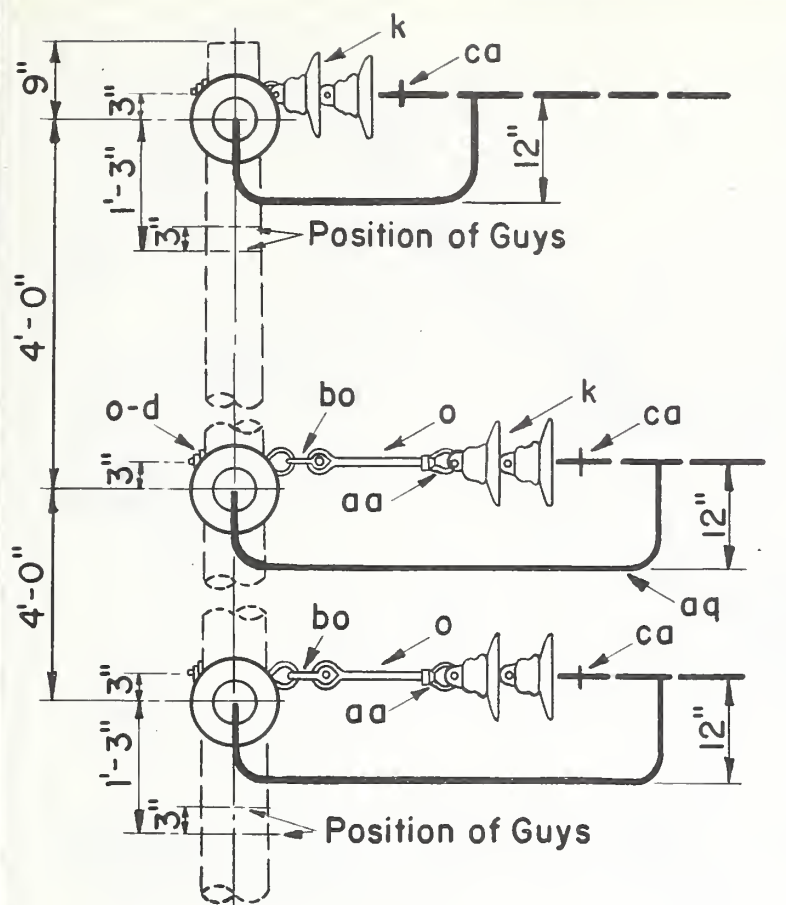 k
ca
9"
3"
12"
1'-3"
3"
Position of Guys
4'-0"
o-d
bo
o
k
ca
3"
aa
12"
aq
4'-0"
bo
o
ca
3"
aa
12"
1'-3"
3"
Position of Guys